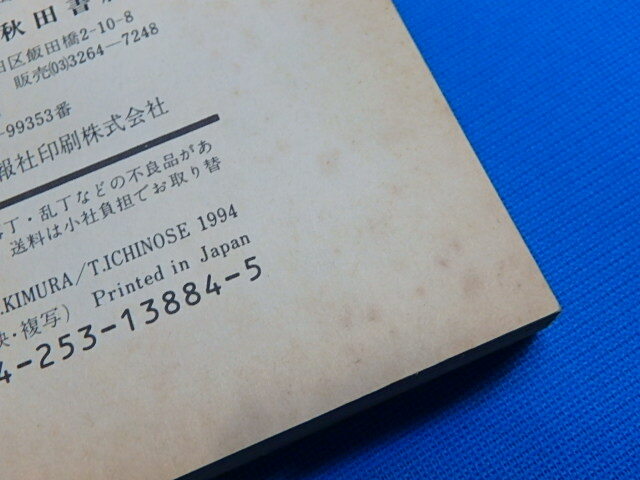 秋田書
田区飯田橋2-10-8
販売(03)3264—7248
-99353番
報社印刷株式会社
丁・乱丁などの不良品があ
送料は小社負担でお取り替
.KIMURA/T.ICHINOSE 1994
・複写) Printed in Japan
4-253-13884-5